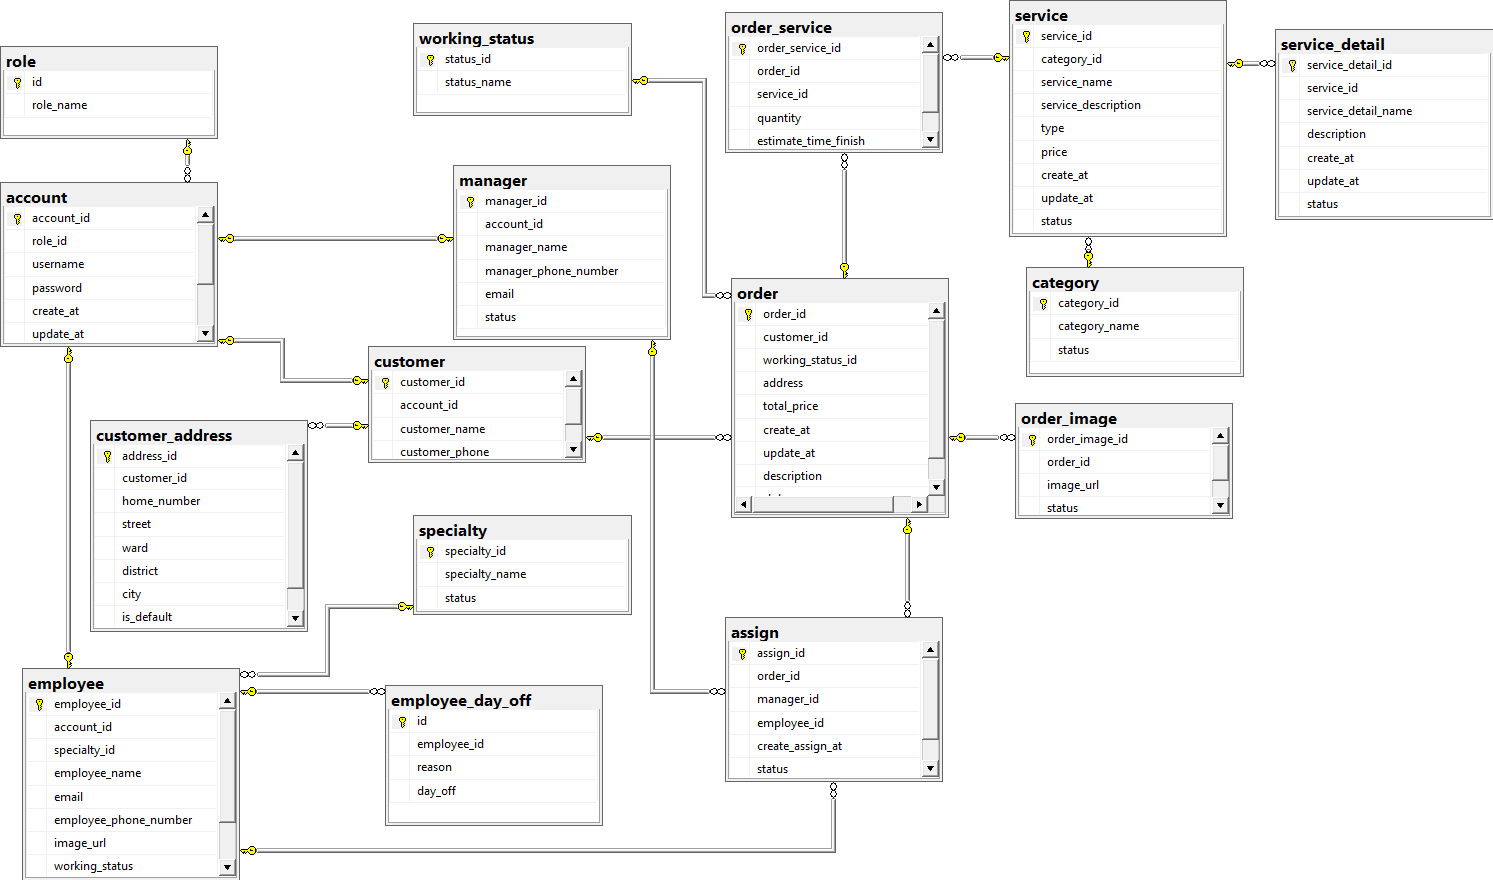 role
id
role_name
account
account_id
role_id
username
password
create_at
update_at
working_status
status_id
status_name
manager
manager_id
account_id
manager_name
manager_phone_number
email
status
customer
customer_id
account_id
customer_name
customer_phone
customer_address
address_id
customer_id
home_number
street
ward
district
city
is_default
specialty
specialty_id
specialty_name
status
employee
employee_id
account_id
specialty_id
employee_name
email
employee_phone_number
image_url
working_status
employee_day_off
id
employee_id
reason
day_off
order_service
order_service_id
order_id
service_id
quantity
estimate_time_finish
order
order_id
customer_id
working_status_id
address
total_price
create_at
update_at
description
assign
assign_id
order_id
manager_id
employee_id
create_assign_at
status
service
service_id
category_id
service_name
service_description
type
price
create_at
update_at
status
category
category_id
category_name
status
order_image
order_image_id
order_id
image_url
status
service_detail
service_detail_id
service_id
service_detail_name
description
create_at
update_at
status